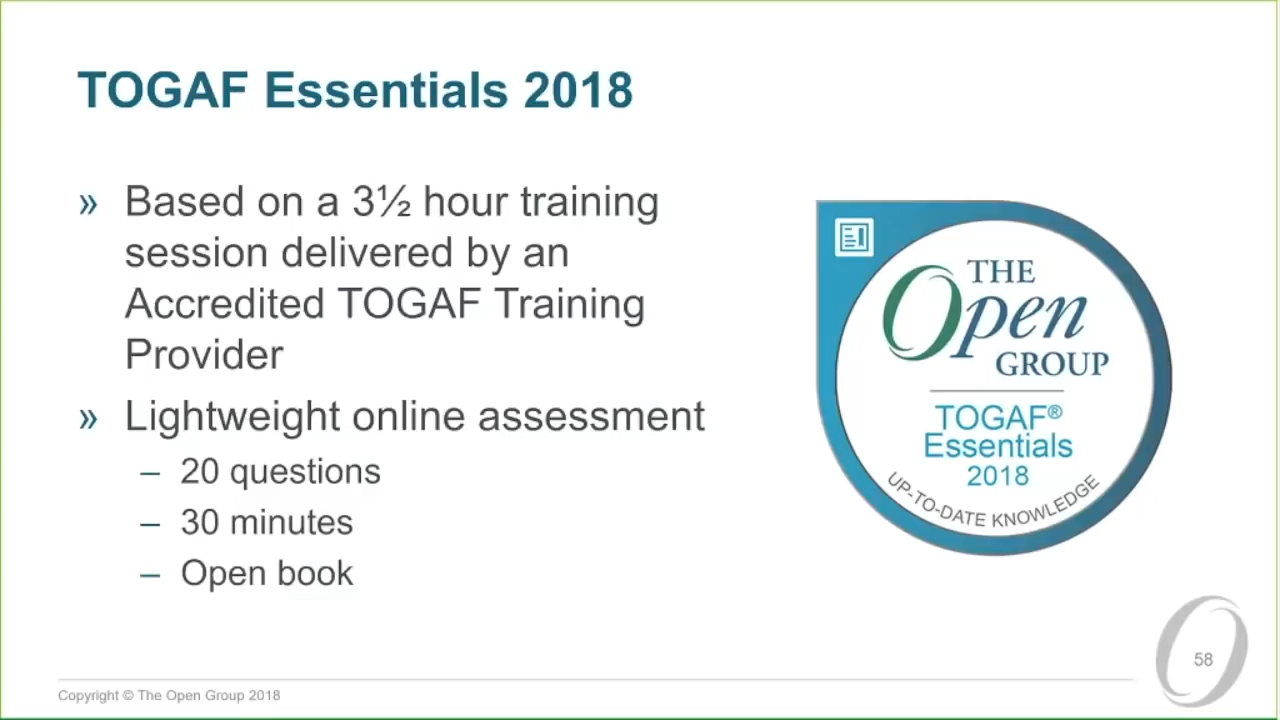 TOGAF Essentials 2018
» Based on a 3½ hour training
session delivered by an
Accredited TOGAF Training
Provider
» Lightweight online assessment
– 20 questions
– 30 minutes
– Open book
THE
Open
GROUP
TOGAF®
Essentials
2018
UP-TO-DATE KNOWLEDGE
58
Copyright © The Open Group 2018